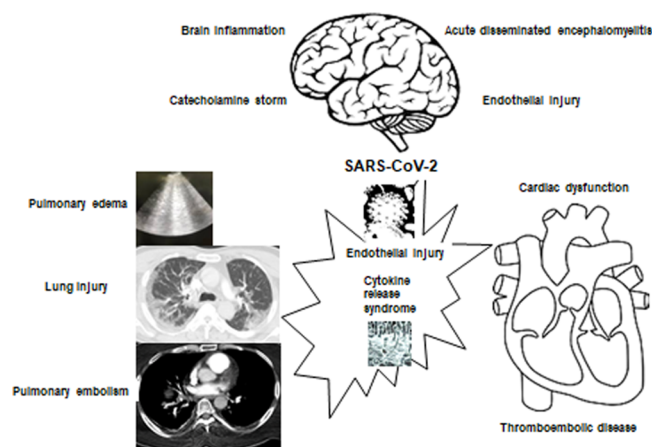 Brain inflammation
Acute disseminated encephalomyelitis
Catecholamine storm
Endothelial injury
SARS-CoV-2
Pulmonary edema
Cardiac dysfunction
Endothelial injury
Lung injury
Cytokine
release
syndrome
Pulmonary embolism
Thromboembolic disease